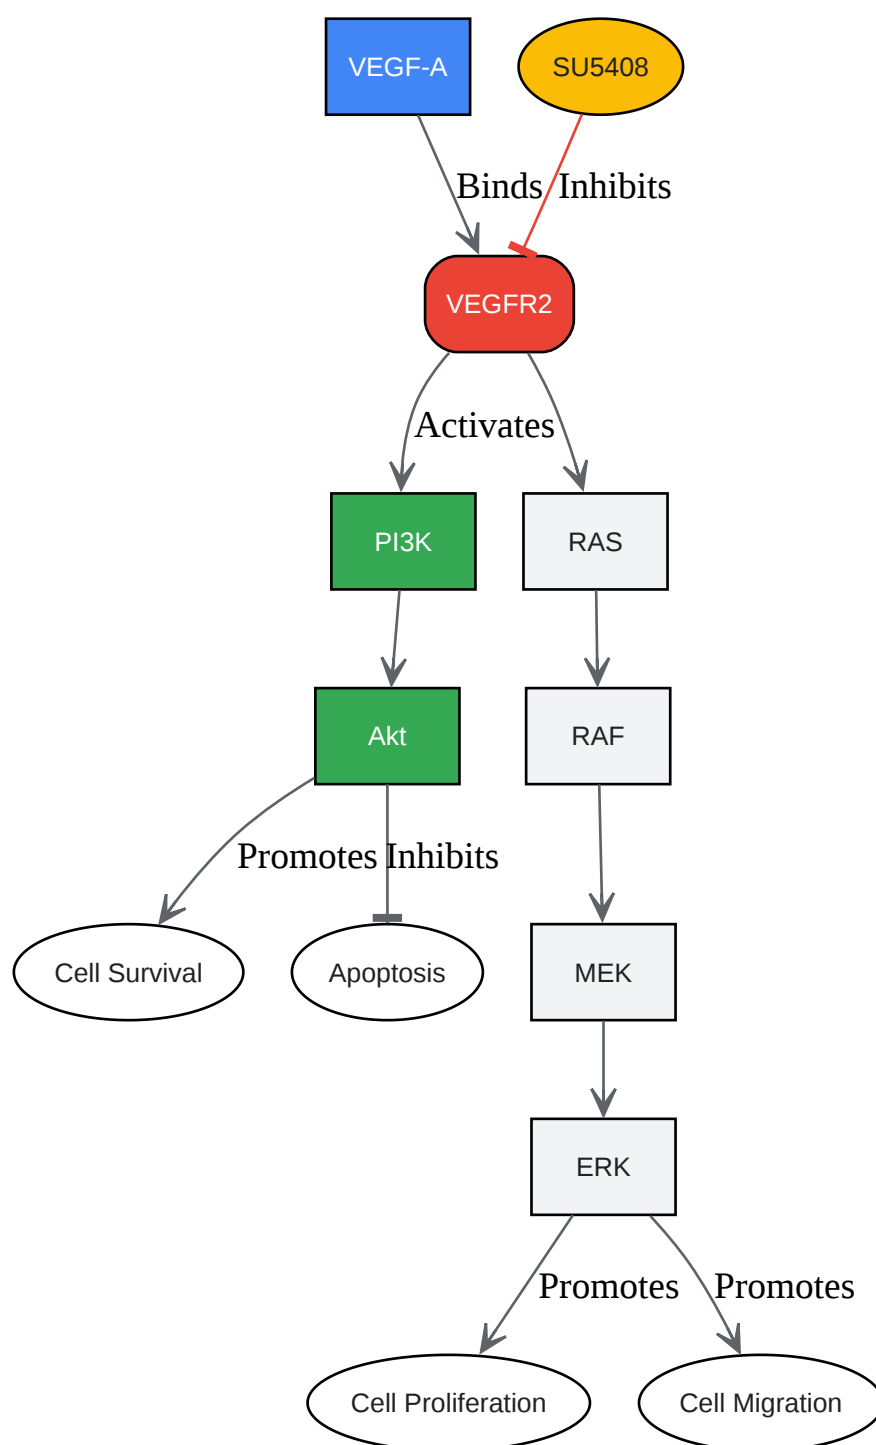 VEGF-A
SU5408
Binds
Inhibits
VEGFR2
Activates
PI3K
RAS
Akt
RAF
Promotes
Inhibits
Cell Survival
Apoptosis
MEK
ERK
Promotes
Promotes
Cell Proliferation
Cell Migration